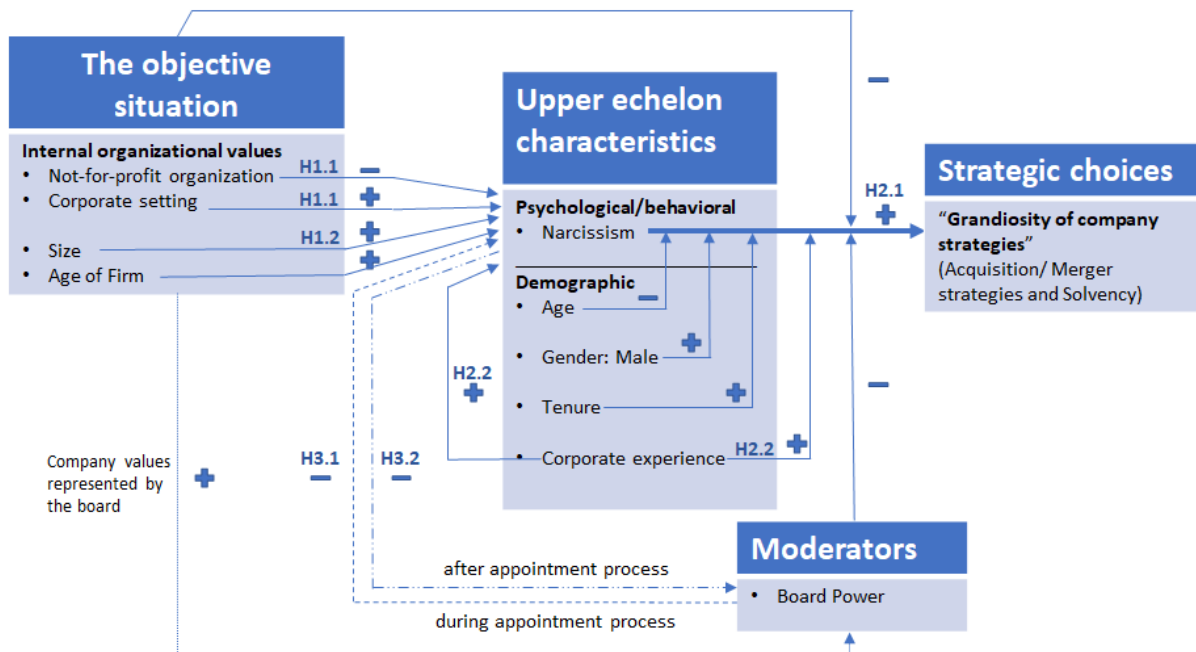 The objective
situation
Internal organizational values
• Not-for-profit organization
H1.1
• Corporate setting
H1.1
• Size
H1.2
• Age of Firm
Upper echelon
characteristics
Psychological/behavioral
• Narcissism
Demographic
• Age
• Gender: Male
• Tenure
• Corporate experience
H2.2
H2.2
H2.1
Strategic choices
“Grandiosity of company
strategies”
(Acquisition/ Merger
strategies and Solvency)
Company values
represented by
the board
H3.1
H3.2
after appointment process
during appointment process
Moderators
• Board Power